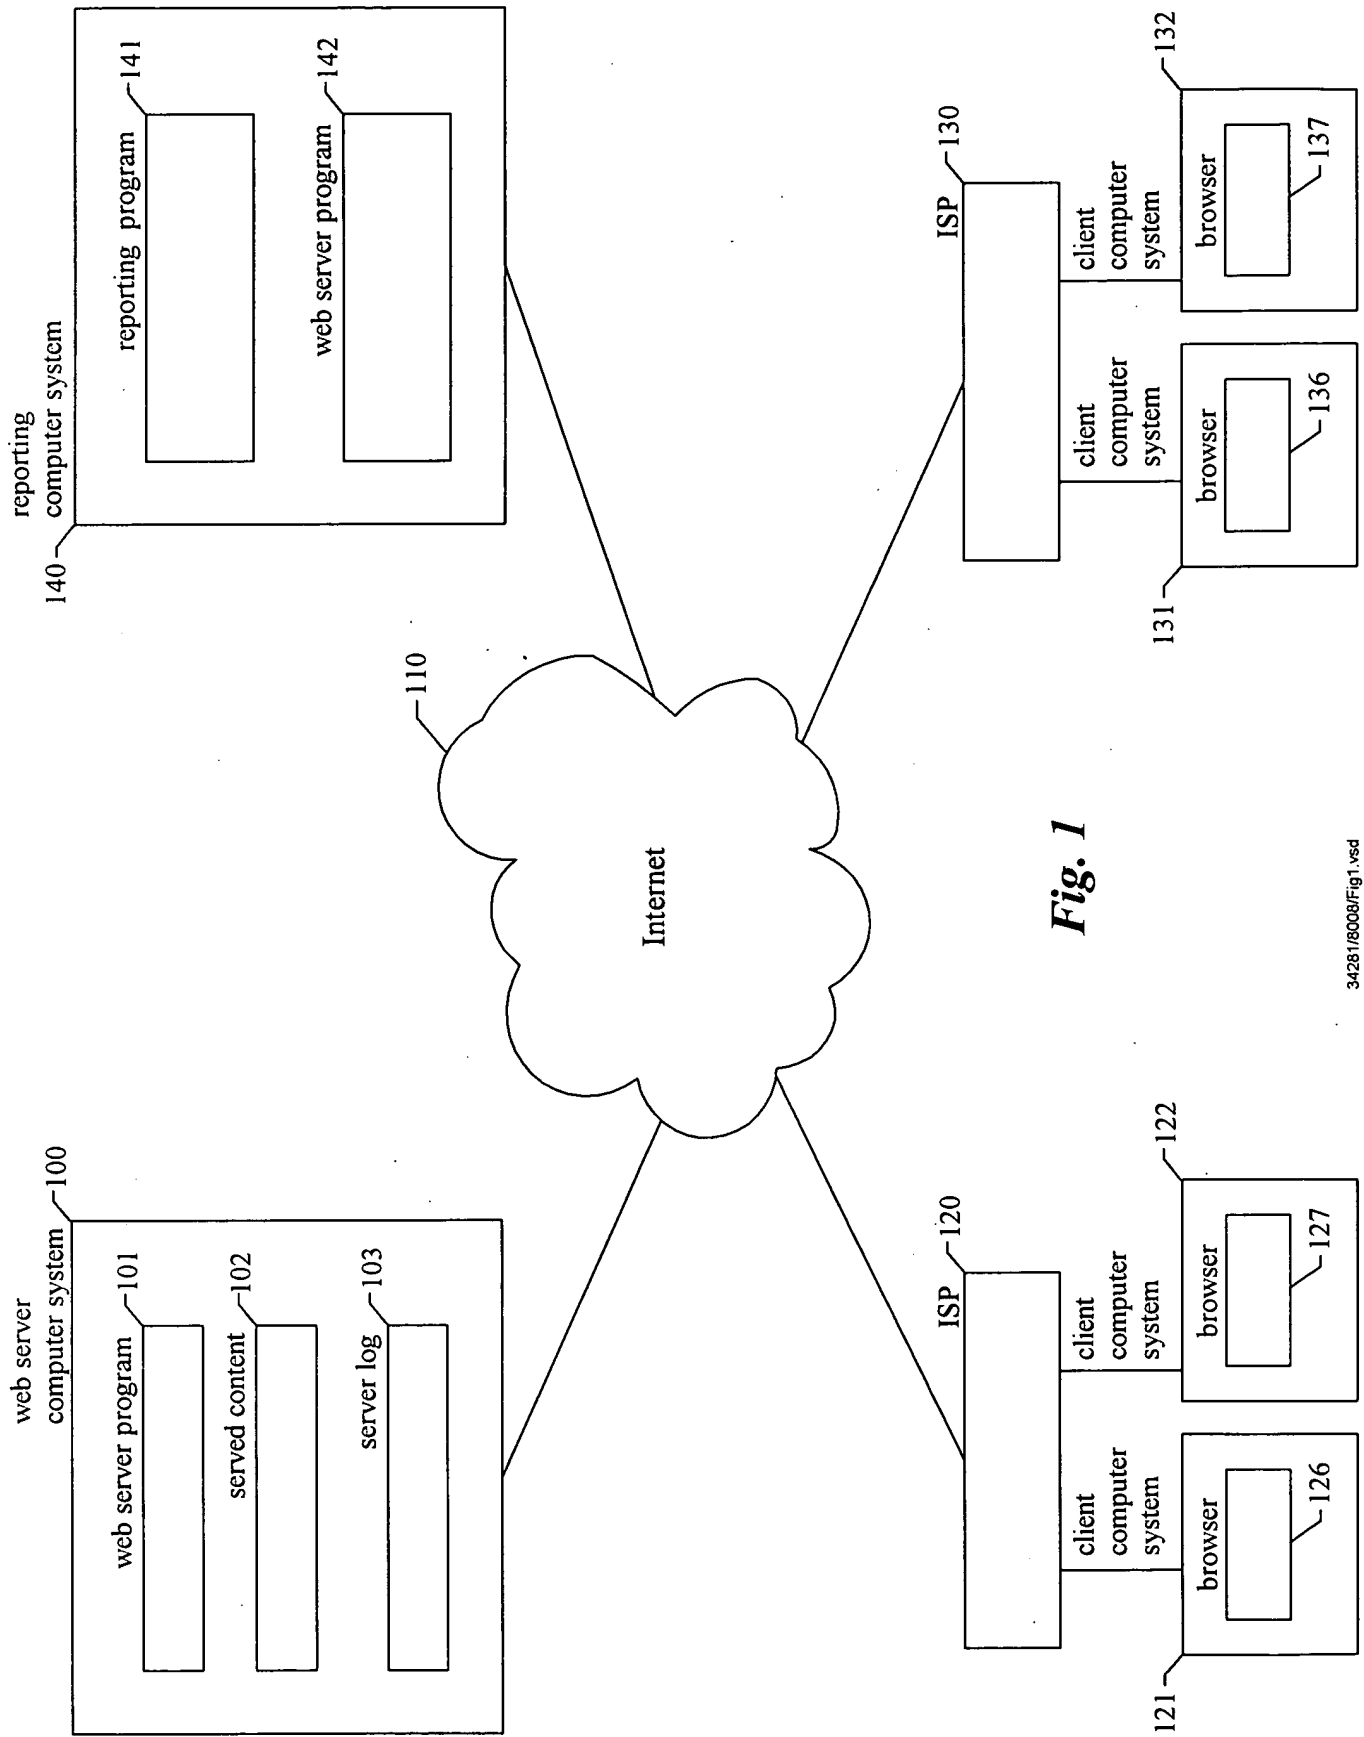 web server
computer system
100
web server program
101
served content
102
server log
103
reporting
computer system
140
reporting program
141
web server program
142
110
Internet
ISP
120
client
computer
system
client
computer
system
121
browser
126
122
browser
127
ISP
130
client
computer
system
client
computer
system
131
browser
136
132
browser
137
Fig. 1
34281/8008/Fig1.vsd